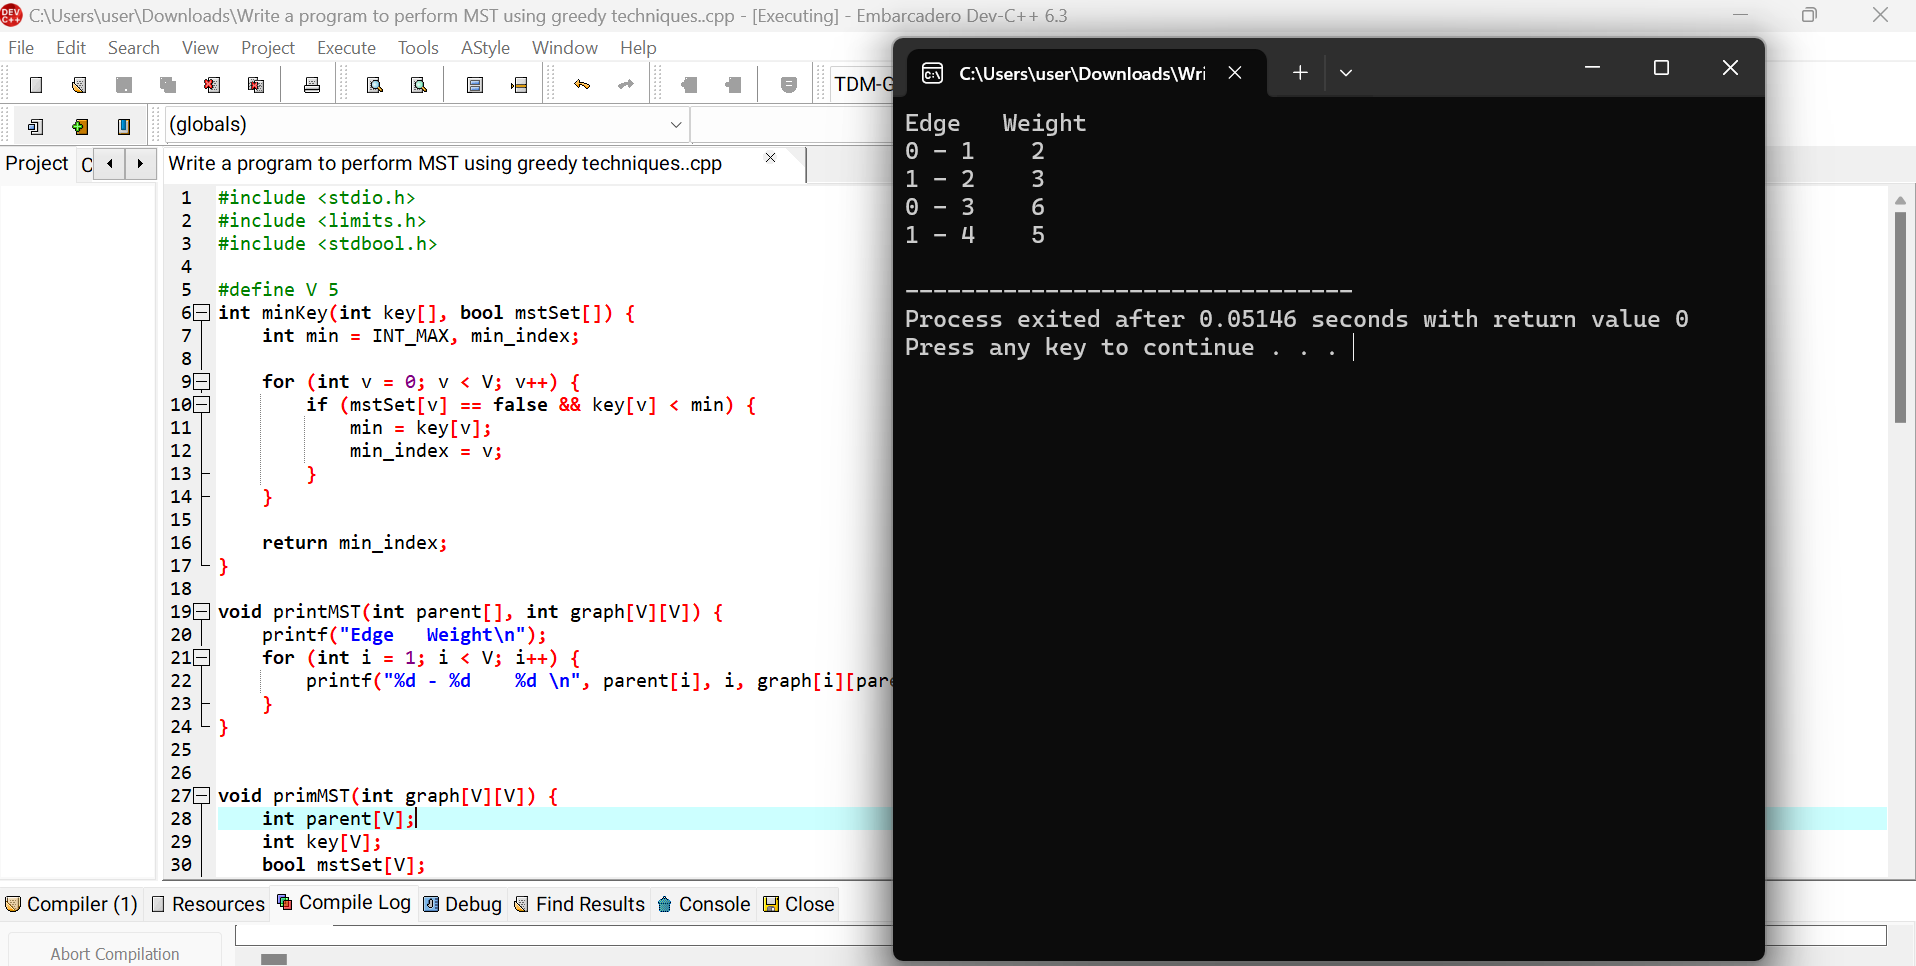 C:\Users\user\Downloads\Write a program to perform MST using greedy techniques..cpp - [Executing] - Embarcadero Dev-C++ 6.3
File Edit Search View Project Execute Tools AStyle Window Help
TDM-G
(globals)
Project C
Write a program to perform MST using greedy techniques..cpp
1 #include <stdio.h>
2 #include <limits.h>
3 #include <stdbool.h>
4
5 #define V 5
6 int minKey(int key[], bool mstSet[]) {
7 int min = INT_MAX, min_index;
8
9 for (int v = 0; v < V; v++) {
10 if (mstSet[v] == false && key[v] < min) {
11 min = key[v];
12 min_index = v;
13 }
14 }
15
16 return min_index;
17 }
18
19 void printMST(int parent[], int graph[V][V]) {
20 printf("Edge   Weight\n");
21 for (int i = 1; i < V; i++) {
22 printf("%d - %d    %d \n", parent[i], i, graph[i][par
23 }
24 }
25
26
27 void primMST(int graph[V][V]) {
28 int parent[V];
29 int key[V];
30 bool mstSet[V];
Compiler (1) Resources Compile Log Debug Find Results Console Close
Abort Compilation
C:\Users\user\Downloads\Wri
Edge   Weight
0 - 1    2
1 - 2    3
0 - 3    6
1 - 4    5
--------------------------------
Process exited after 0.05146 seconds with return value 0
Press any key to continue . . .